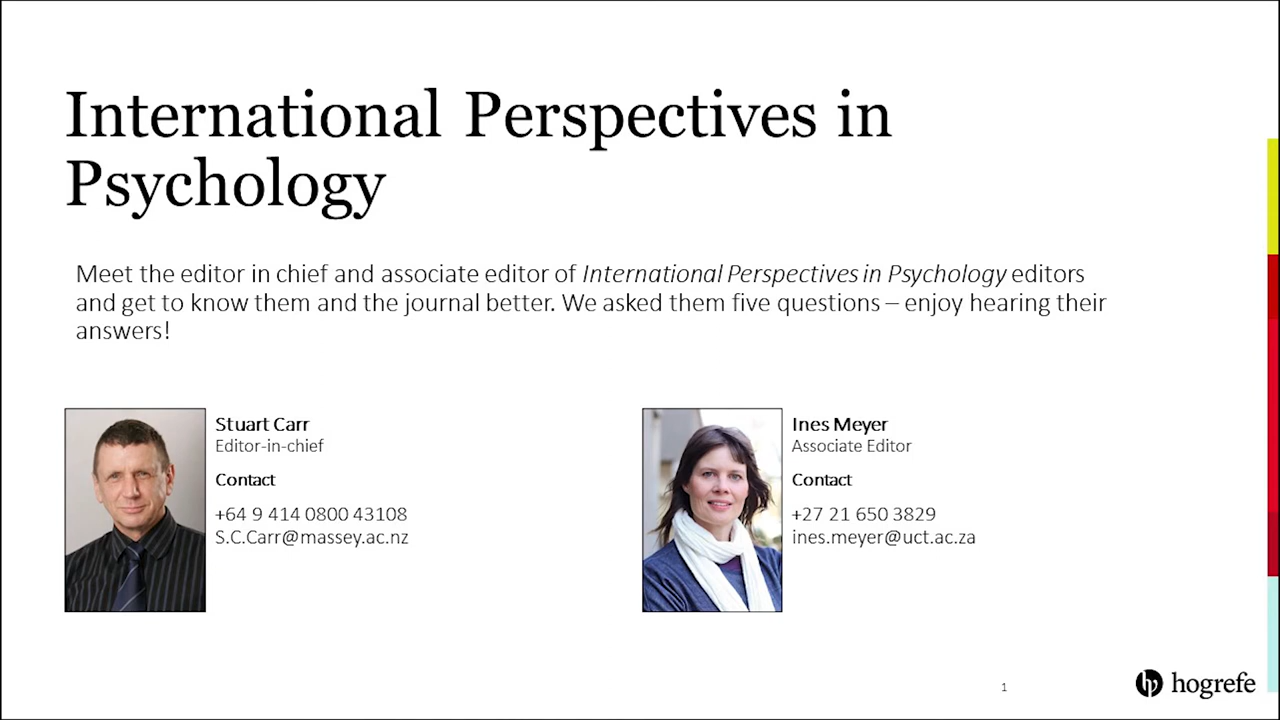 International Perspectives in
Psychology
Meet the editor in chief and associate editor of International Perspectives in Psychology editors
and get to know them and the journal better. We asked them five questions – enjoy hearing their
answers!
Stuart Carr
Editor-in-chief
Contact
+64 9 414 0800 43108
S.C.Carr@massey.ac.nz
Ines Meyer
Associate Editor
Contact
+27 21 650 3829
ines.meyer@uct.ac.za
1
hogrefe